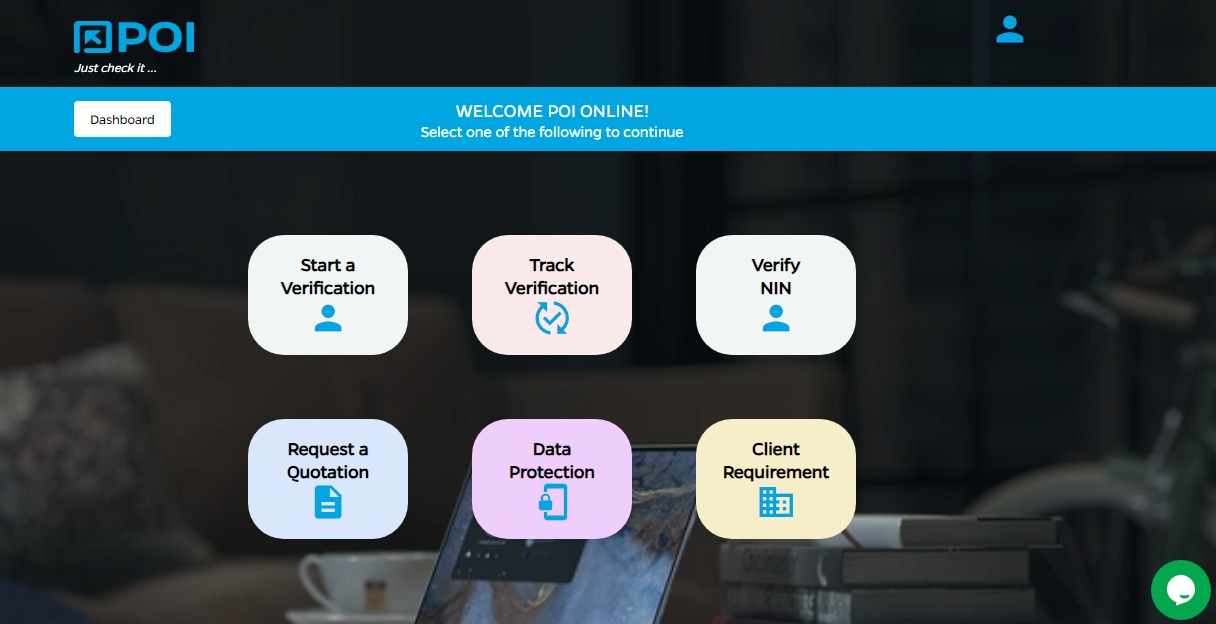 POI
Just check it ...
Dashboard
WELCOME POI ONLINE!
Select one of the following to continue
Start a
Verification
Track
Verification
Verify
NIN
Request a
Quotation
Data
Protection
Client
Requirement